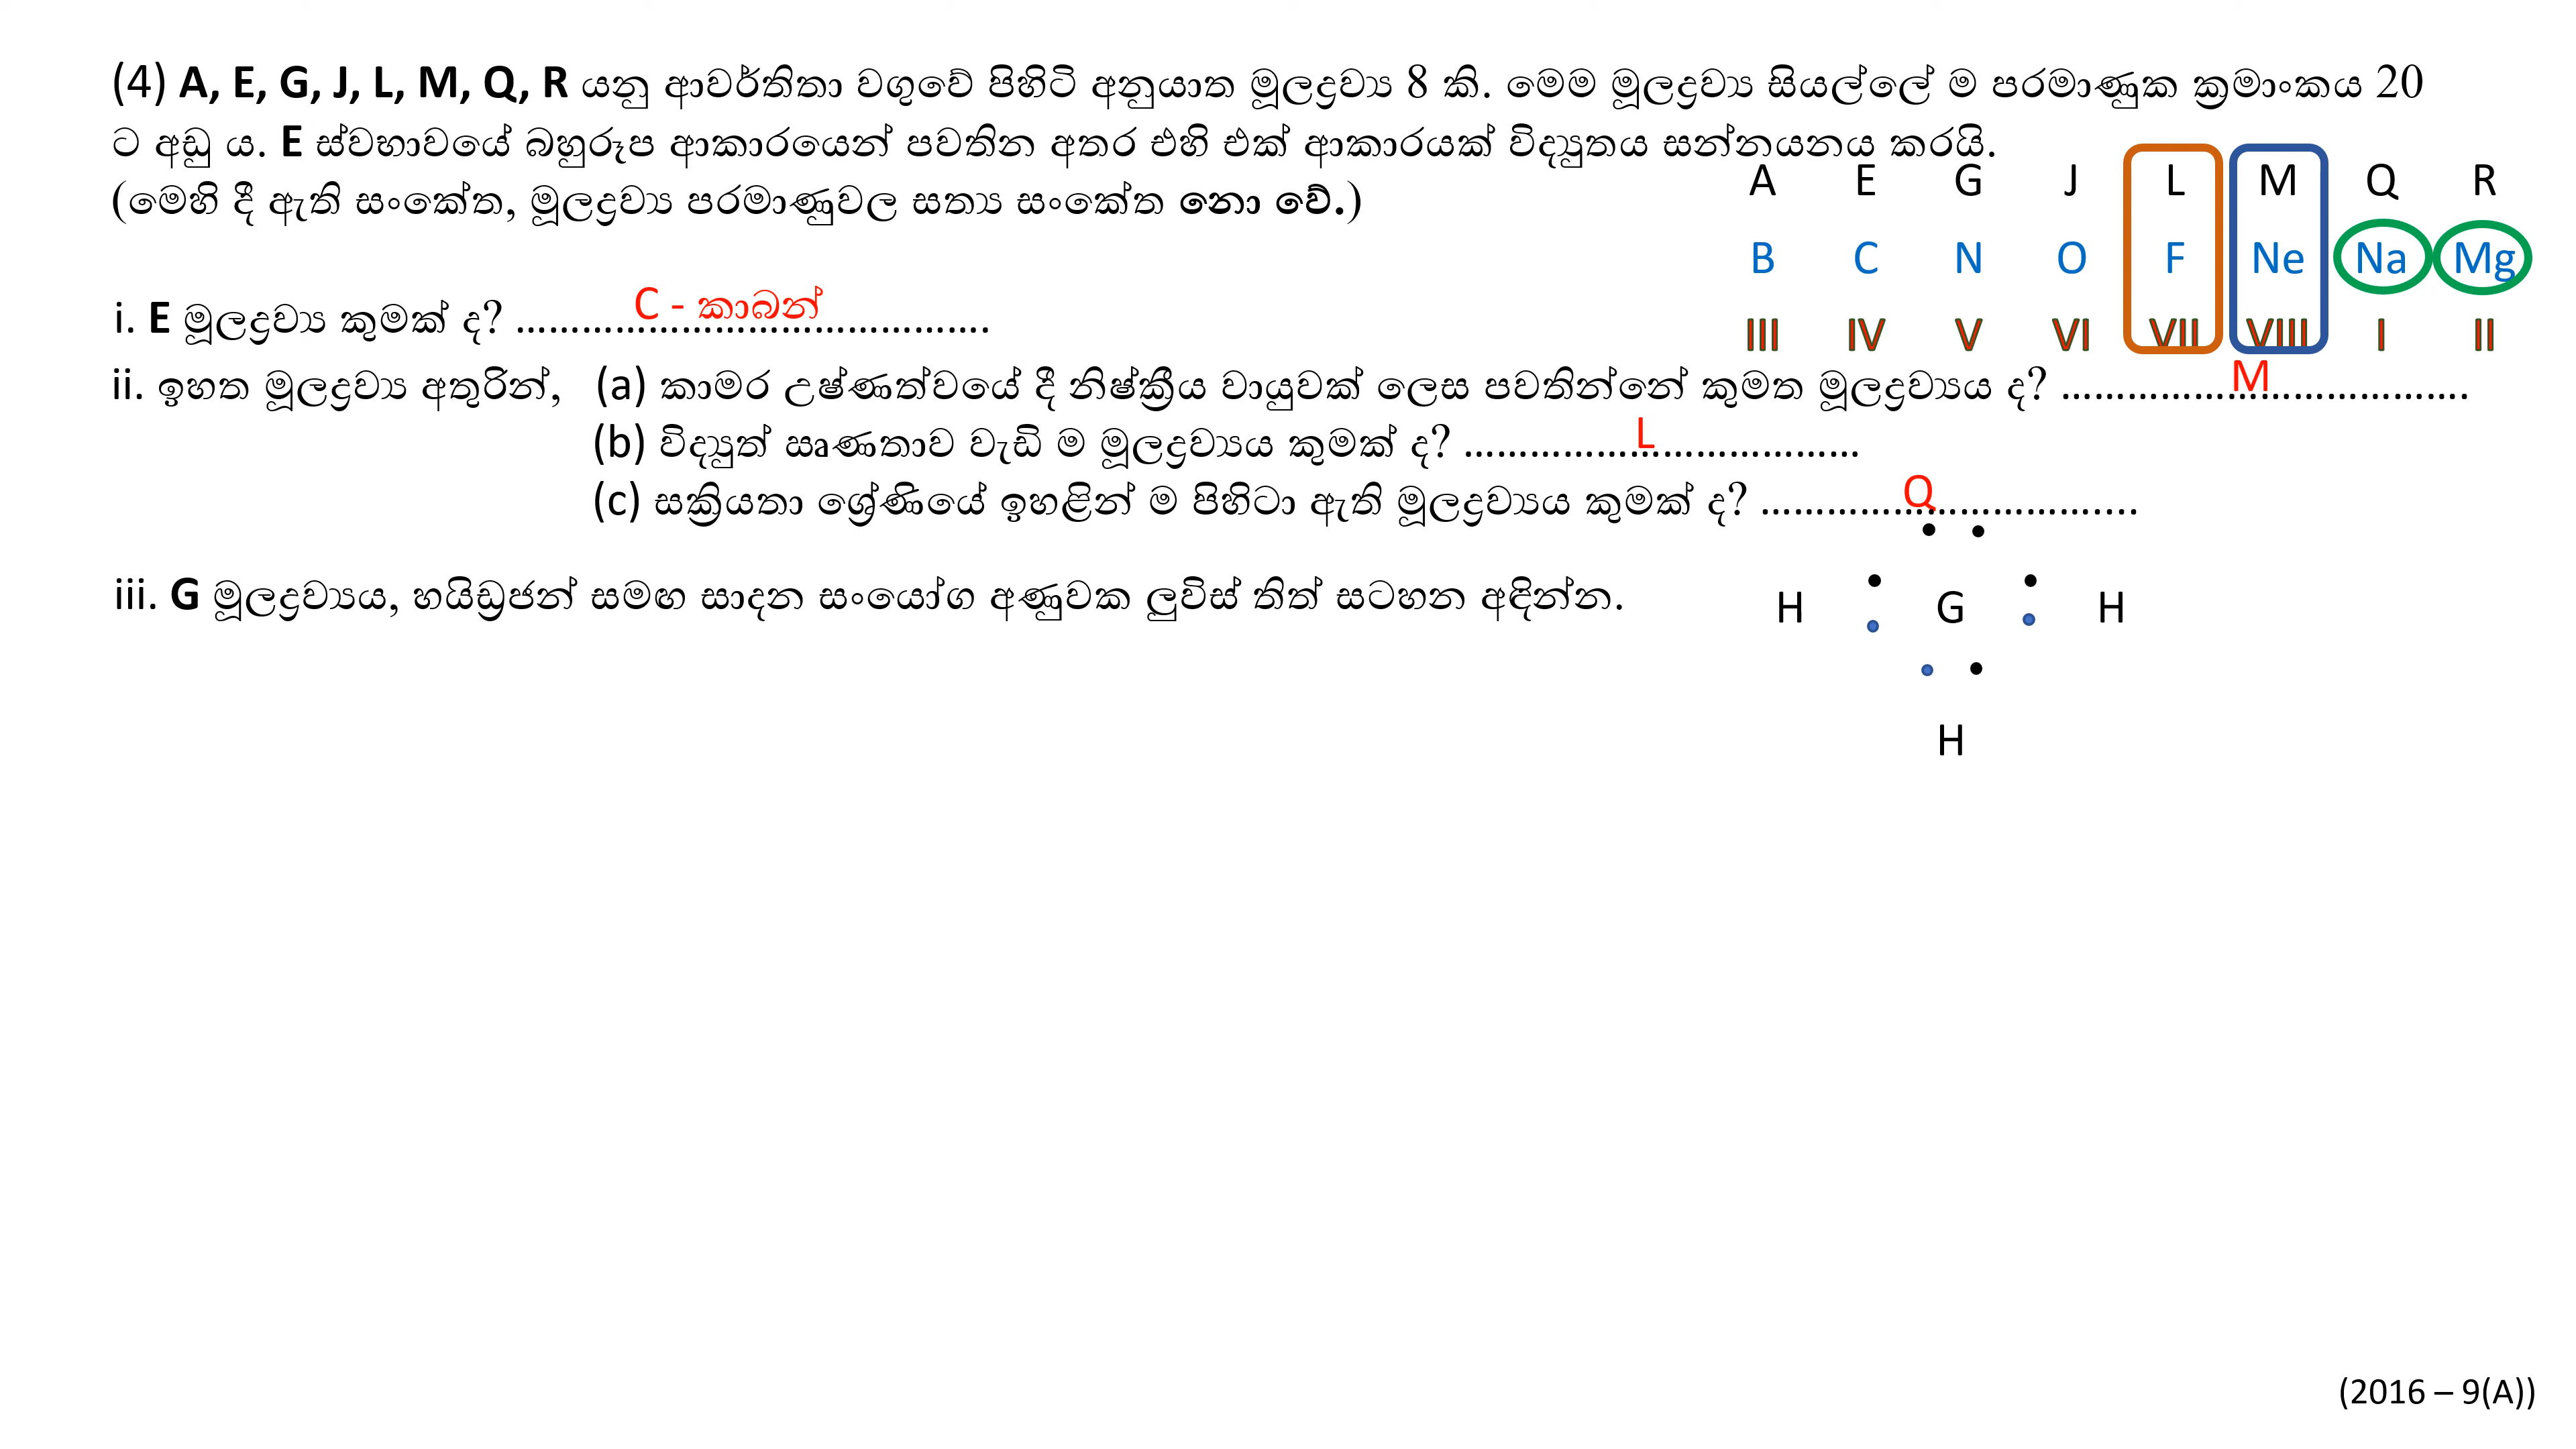 (4) A, E, G, J, L, M, Q, R යනු ආවර්තිතා වගුවේ පිහිටි අනුයාත මූලද්‍රව්‍ය 8 කි. මෙම මූලද්‍රව්‍ය සියල්ලේ ම පරමාණුක ක්‍රමාංකය 20
ට අඩු ය. E ස්වභාවයේ බහුරූප ආකාරයෙන් පවතින අතර එහි එක් ආකාරයක් විද්‍යුතය සන්නයනය කරයි.
(මෙහි දී ඇති සංකේත, මූලද්‍රව්‍ය පරමාණුවල සත්‍ය සංකේත නො වේ.)
A E G J L M Q R
B C N O F Ne Na Mg
III IV V VI VII VIII I II
i. E මූලද්‍රව්‍ය කුමක් ද? ........................................... C - කාබන්
ii. ඉහත මූලද්‍රව්‍ය අතුරින්, (a) කාමර උෂ්ණත්වයේ දී නිෂ්ක්‍රීය වායුවක් ලෙස පවතින්නේ කුමන මූලද්‍රව්‍යය ද? ..................................... M
(b) විද්‍යුත් ඍණතාව වැඩි ම මූලද්‍රව්‍යය කුමක් ද? .................................... L
(c) සක්‍රියතා ශ්‍රේණියේ ඉහළින් ම පිහිටා ඇති මූලද්‍රව්‍යය කුමක් ද? .................................. Q
iii. G මූලද්‍රව්‍යය, හයිඩ්‍රජන් සමඟ සාදන සංයෝග අණුවක ලුවිස් තිත් සටහන අඳින්න.
H G H
H
(2016 – 9(A))